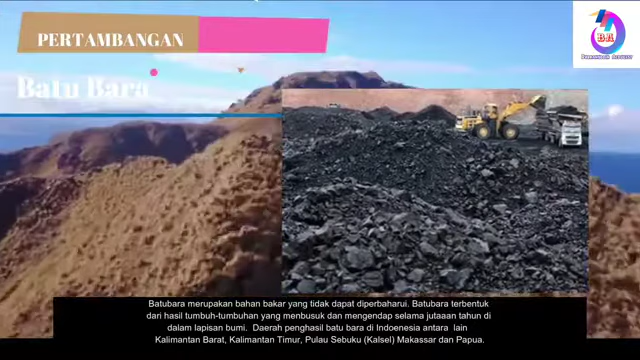 PERTAMBANGAN
BA
Batu Bara
Batubara merupakan bahan bakar yang tidak dapat diperbaharui. Batubara terbentuk
dari hasil tumbuh-tumbuhan yang menbusuk dan mengendap selama jutaaan tahun di
dalam lapisan bumi. Daerah penghasil batu bara di Indoenesia antara lain
Kalimantan Barat, Kalimantan Timur, Pulau Sebuku (Kalsel) Makassar dan Papua.